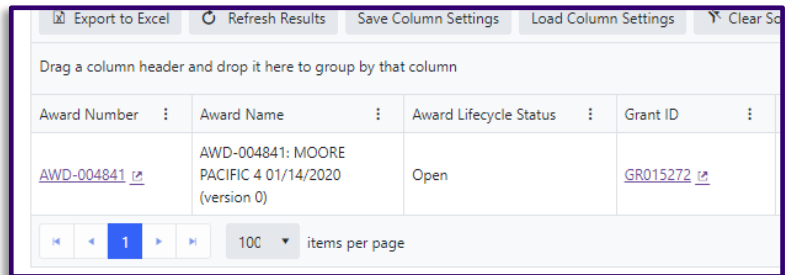 Export to Excel Refresh Results Save Column Settings Load Column Settings Clear
Drag a column header and drop it here to group by that column
Award Number Award Name Award Lifecycle Status Grant ID
AWD-004841: MOORE
AWD-004841 PACIFIC 4 01/14/2020 Open GR015272
(version 0)
1 100 items per page